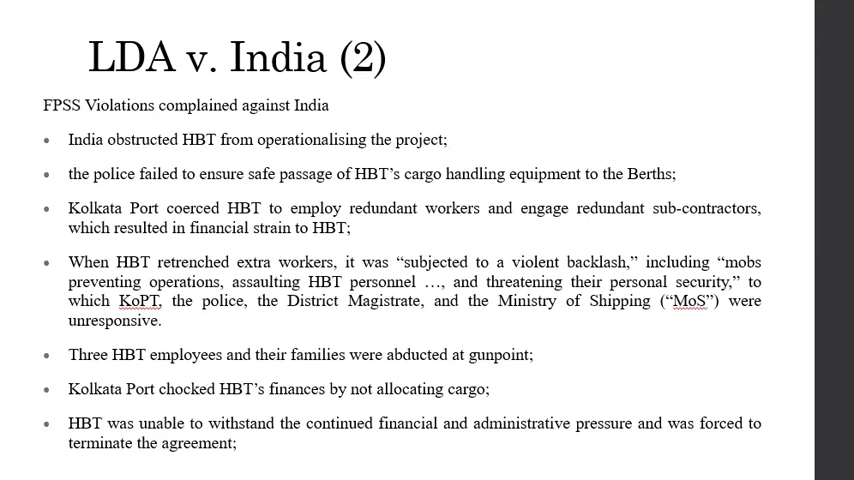 LDA v. India (2)
FPSS Violations complained against India
• India obstructed HBT from operationalising the project;
• the police failed to ensure safe passage of HBT’s cargo handling equipment to the Berths;
• Kolkata Port coerced HBT to employ redundant workers and engage redundant sub-contractors,
which resulted in financial strain to HBT;
• When HBT retrenched extra workers, it was “subjected to a violent backlash,” including “mobs
preventing operations, assaulting HBT personnel …, and threatening their personal security,” to
which KoPT, the police, the District Magistrate, and the Ministry of Shipping (“MoS”) were
unresponsive.
• Three HBT employees and their families were abducted at gunpoint;
• Kolkata Port chocked HBT’s finances by not allocating cargo;
• HBT was unable to withstand the continued financial and administrative pressure and was forced to
terminate the agreement;